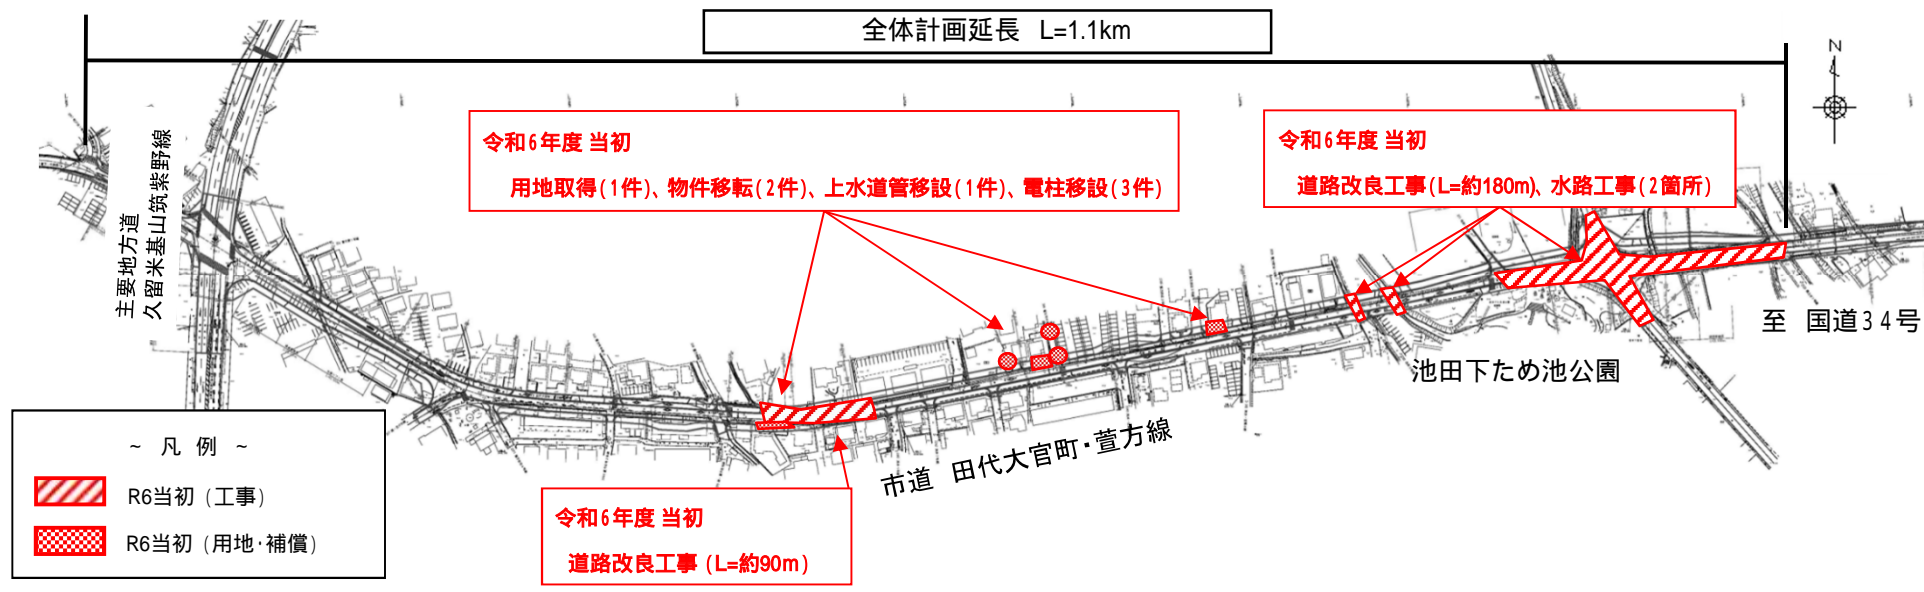 全体計画延長 L=1.1km
N
令和6年度 当初
用地取得(1件)、物件移転(2件)、上水道管移設(1件)、電柱移設(3件)
令和6年度 当初
道路改良工事(L=約180m)、水路工事(2箇所)
主要地方道
久留米基山筑紫野線
至 国道34号
池田下ため池公園
市道 田代大官町・萱方線
~ 凡 例 ~
R6当初 (工事)
R6当初 (用地・補償)
令和6年度 当初
道路改良工事 (L=約90m)